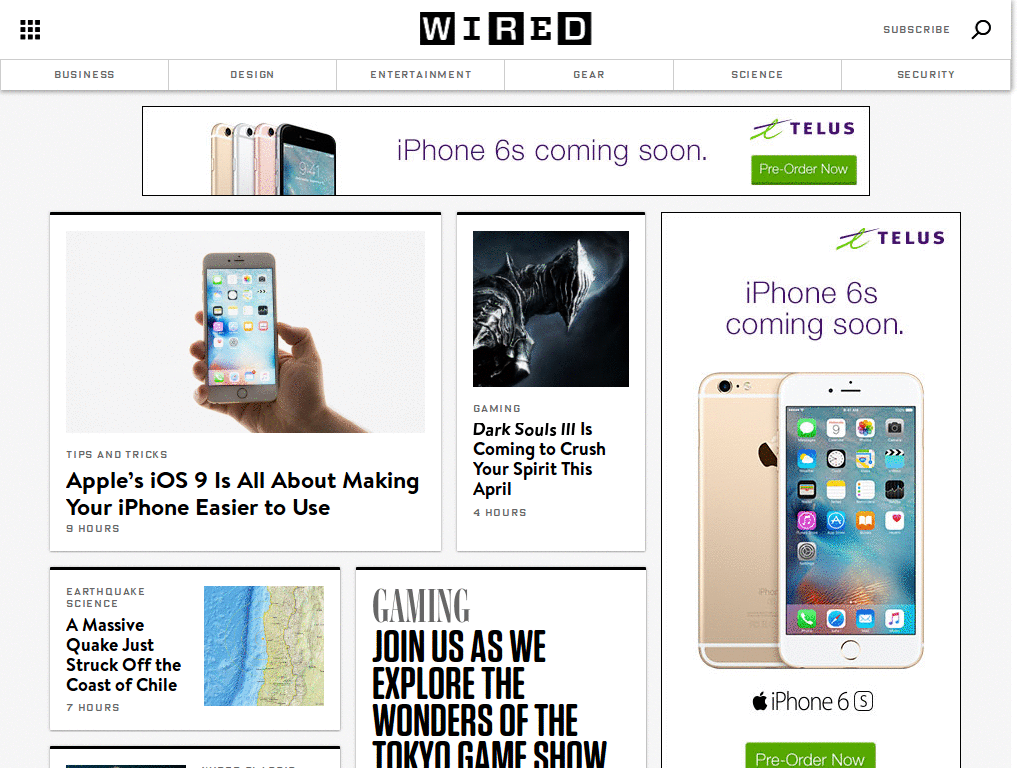 WIRED
SUBSCRIBE
BUSINESS
DESIGN
ENTERTAINMENT
GEAR
SCIENCE
SECURITY
iPhone 6s coming soon.
TELUS
Pre-Order Now
TIPS AND TRICKS
Apple's iOS 9 Is All About Making
Your iPhone Easier to Use
9 HOURS
GAMING
Dark Souls III Is
Coming to Crush
Your Spirit This
April
4 HOURS
TELUS
iPhone 6s
coming soon.
iPhone 6 S
Pre-Order Now
EARTHQUAKE
SCIENCE
A Massive
Quake Just
Struck Off the
Coast of Chile
7 HOURS
GAMING
JOIN US AS WE
EXPLORE THE
WONDERS OF THE
TOKYO GAME SHOW